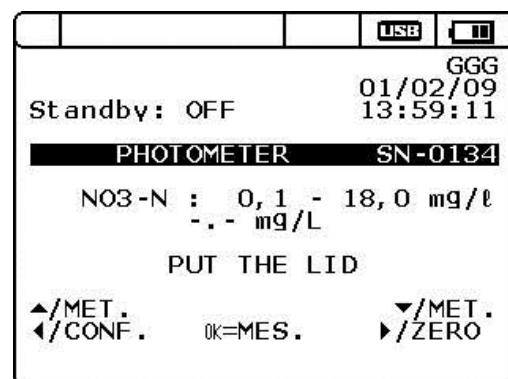 USB
GGG
01/02/09
Standby: OFF 13:59:11
PHOTOMETER SN-0134
NO3-N : 0,1 - 18,0 mg/ℓ
-.- mg/L
PUT THE LID
▲/MET. ▼/MET.
◀/CONF. OK=MES. ▶/ZERO